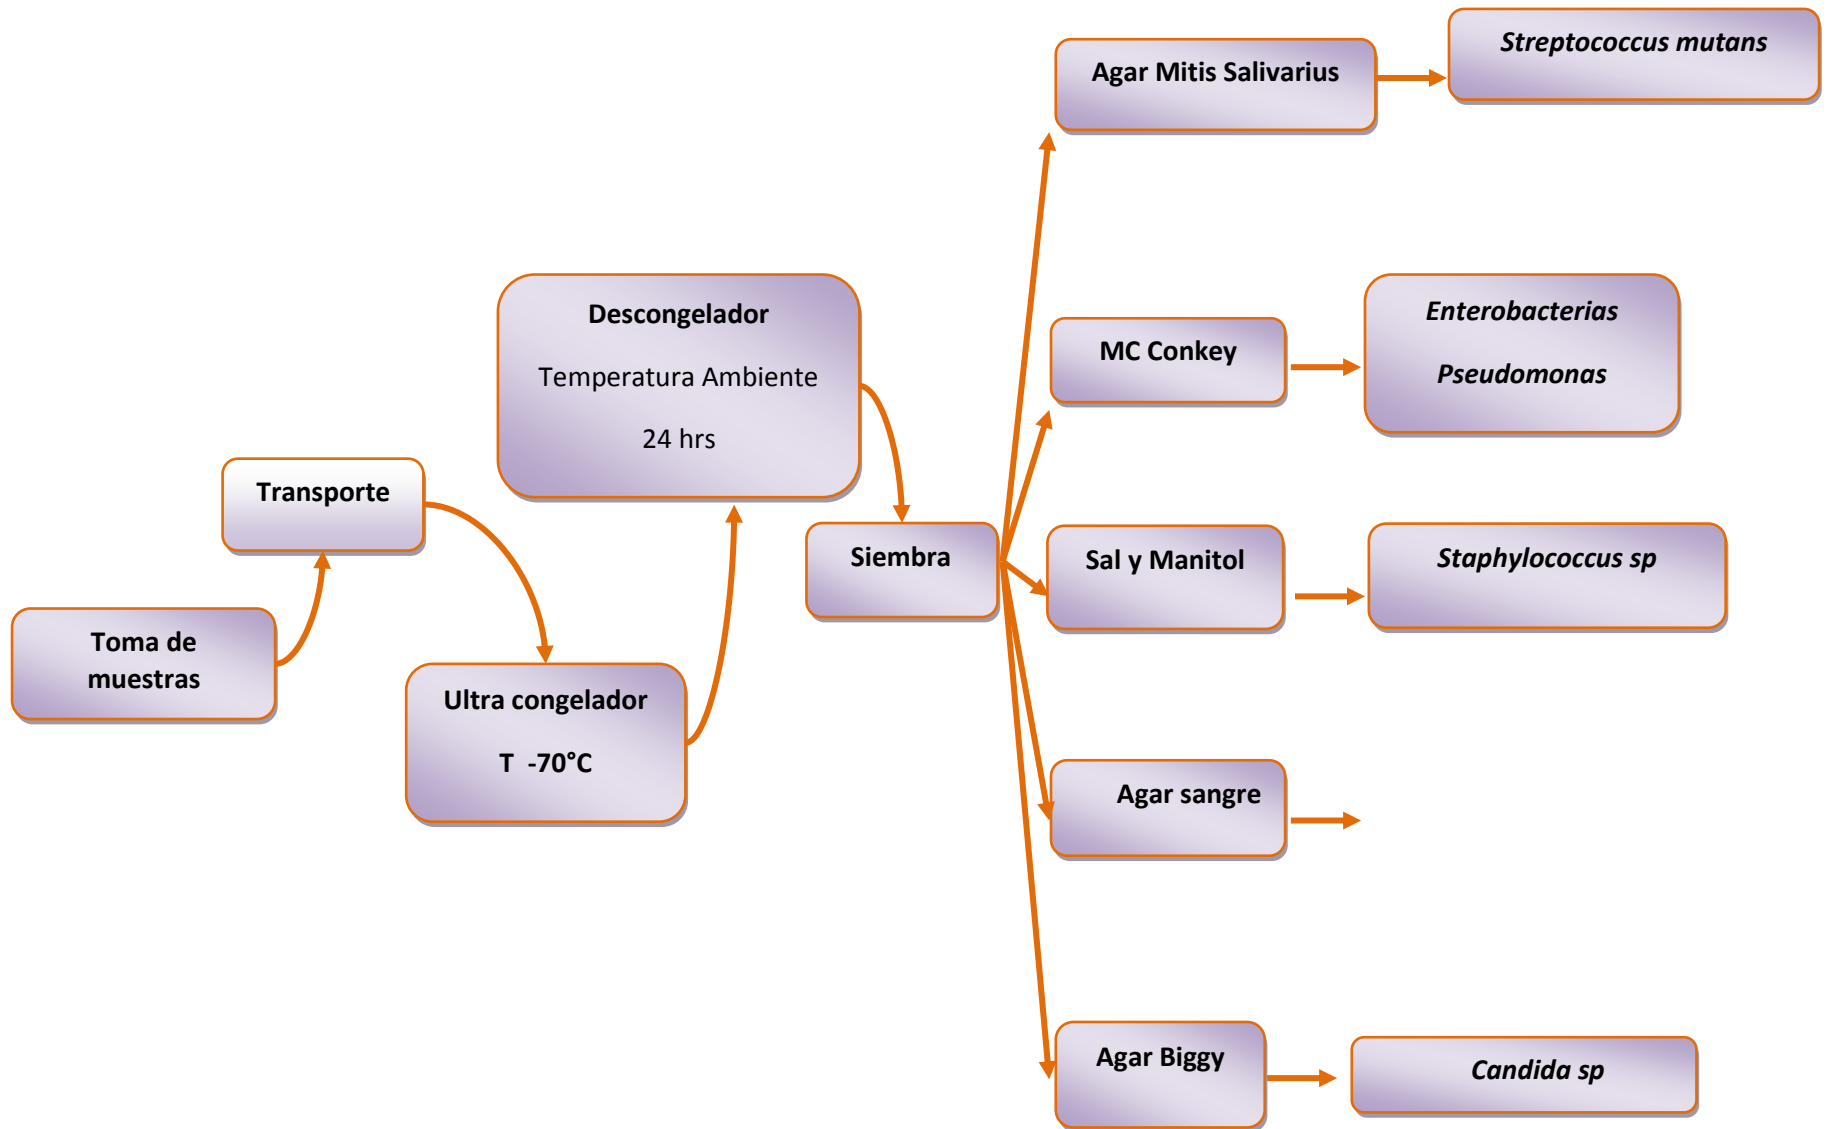 Toma de
muestras
Transporte
Ultra congelador
T -70°C
Descongelador
Temperatura Ambiente
24 hrs
Siembra
Agar Mitis Salivarius
Streptococcus mutans
MC Conkey
Enterobacterias
Pseudomonas
Sal y Manitol
Staphylococcus sp
Agar sangre
Agar Biggy
Candida sp